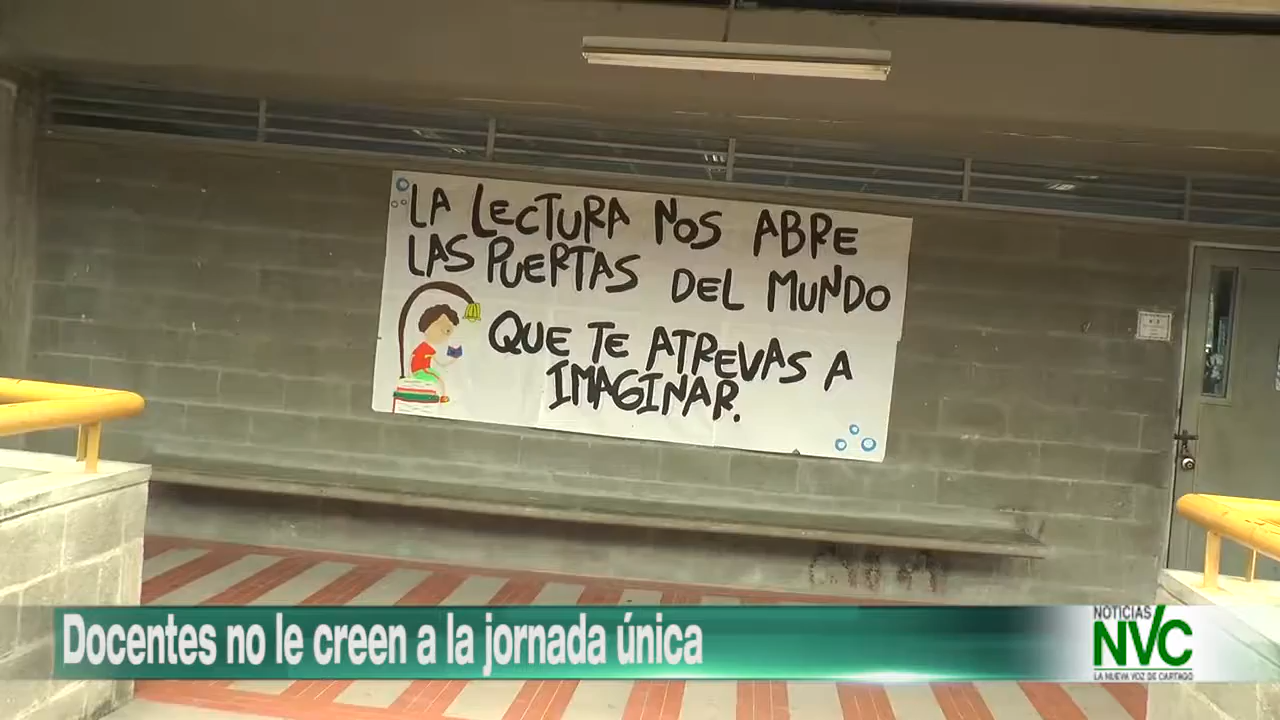 LA LECTURA NOS ABRE
LAS PUERTAS DEL MUNDO
QUE TE ATREVAS A
IMAGINAR.
Docentes no le creen a la jornada única
NOTICIAS
NVC
LA NUEVA VOZ DE CARTAGO